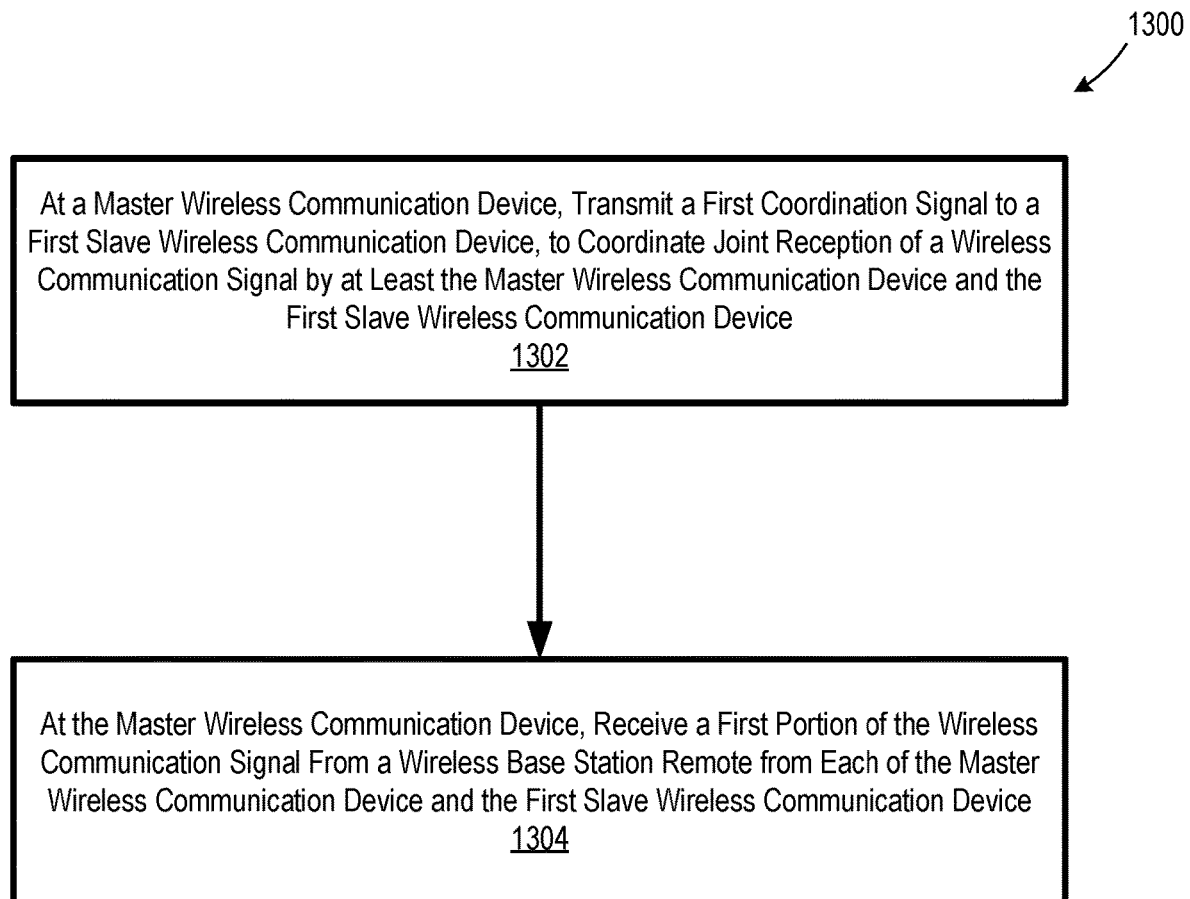 1300
At a Master Wireless Communication Device, Transmit a First Coordination Signal to a
First Slave Wireless Communication Device, to Coordinate Joint Reception of a Wireless
Communication Signal by at Least the Master Wireless Communication Device and the
First Slave Wireless Communication Device
1302
At the Master Wireless Communication Device, Receive a First Portion of the Wireless
Communication Signal From a Wireless Base Station Remote from Each of the Master
Wireless Communication Device and the First Slave Wireless Communication Device
1304